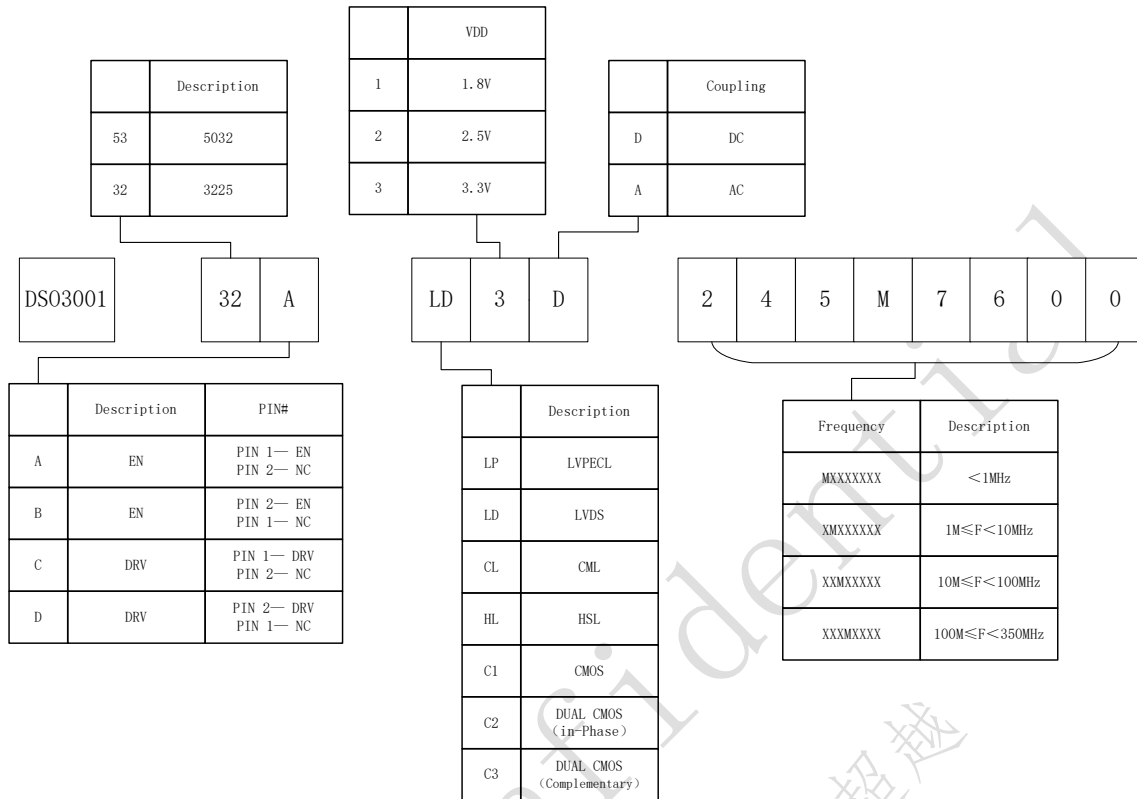 VDD
1 1.8V
2 2.5V
3 3.3V
Description
53 5032
32 3225
Coupling
D DC
A AC
DSO3001 32 A LD 3 D 2 4 5 M 7 6 0 0
Description PIN#
A EN PIN 1— EN
PIN 2— NC
B EN PIN 2— EN
PIN 1— NC
C DRV PIN 1— DRV
PIN 2— NC
D DRV PIN 2— DRV
PIN 1— NC
Description
LP LVPECL
LD LVDS
CL CML
HL HSL
C1 CMOS
C2 DUAL CMOS
(in-Phase)
C3 DUAL CMOS
(Complementary)
Frequency Description
MXXXXXXX <1MHz
XMXXXXXX 1M≤F<10MHz
XXMXXXXX 10M≤F<100MHz
XXXMXXXX 100M≤F<350MHz
fidential
超越